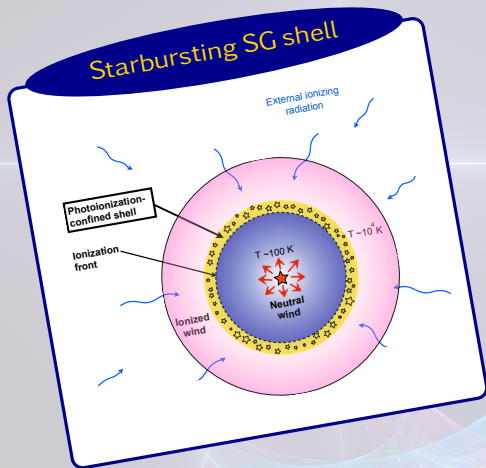 Starbursting SG shell
External ionizing
radiation
Photoionization-
confined shell
T ~10⁴ K
Ionization
front
T ~100 K
Neutral
wind
Ionized
wind